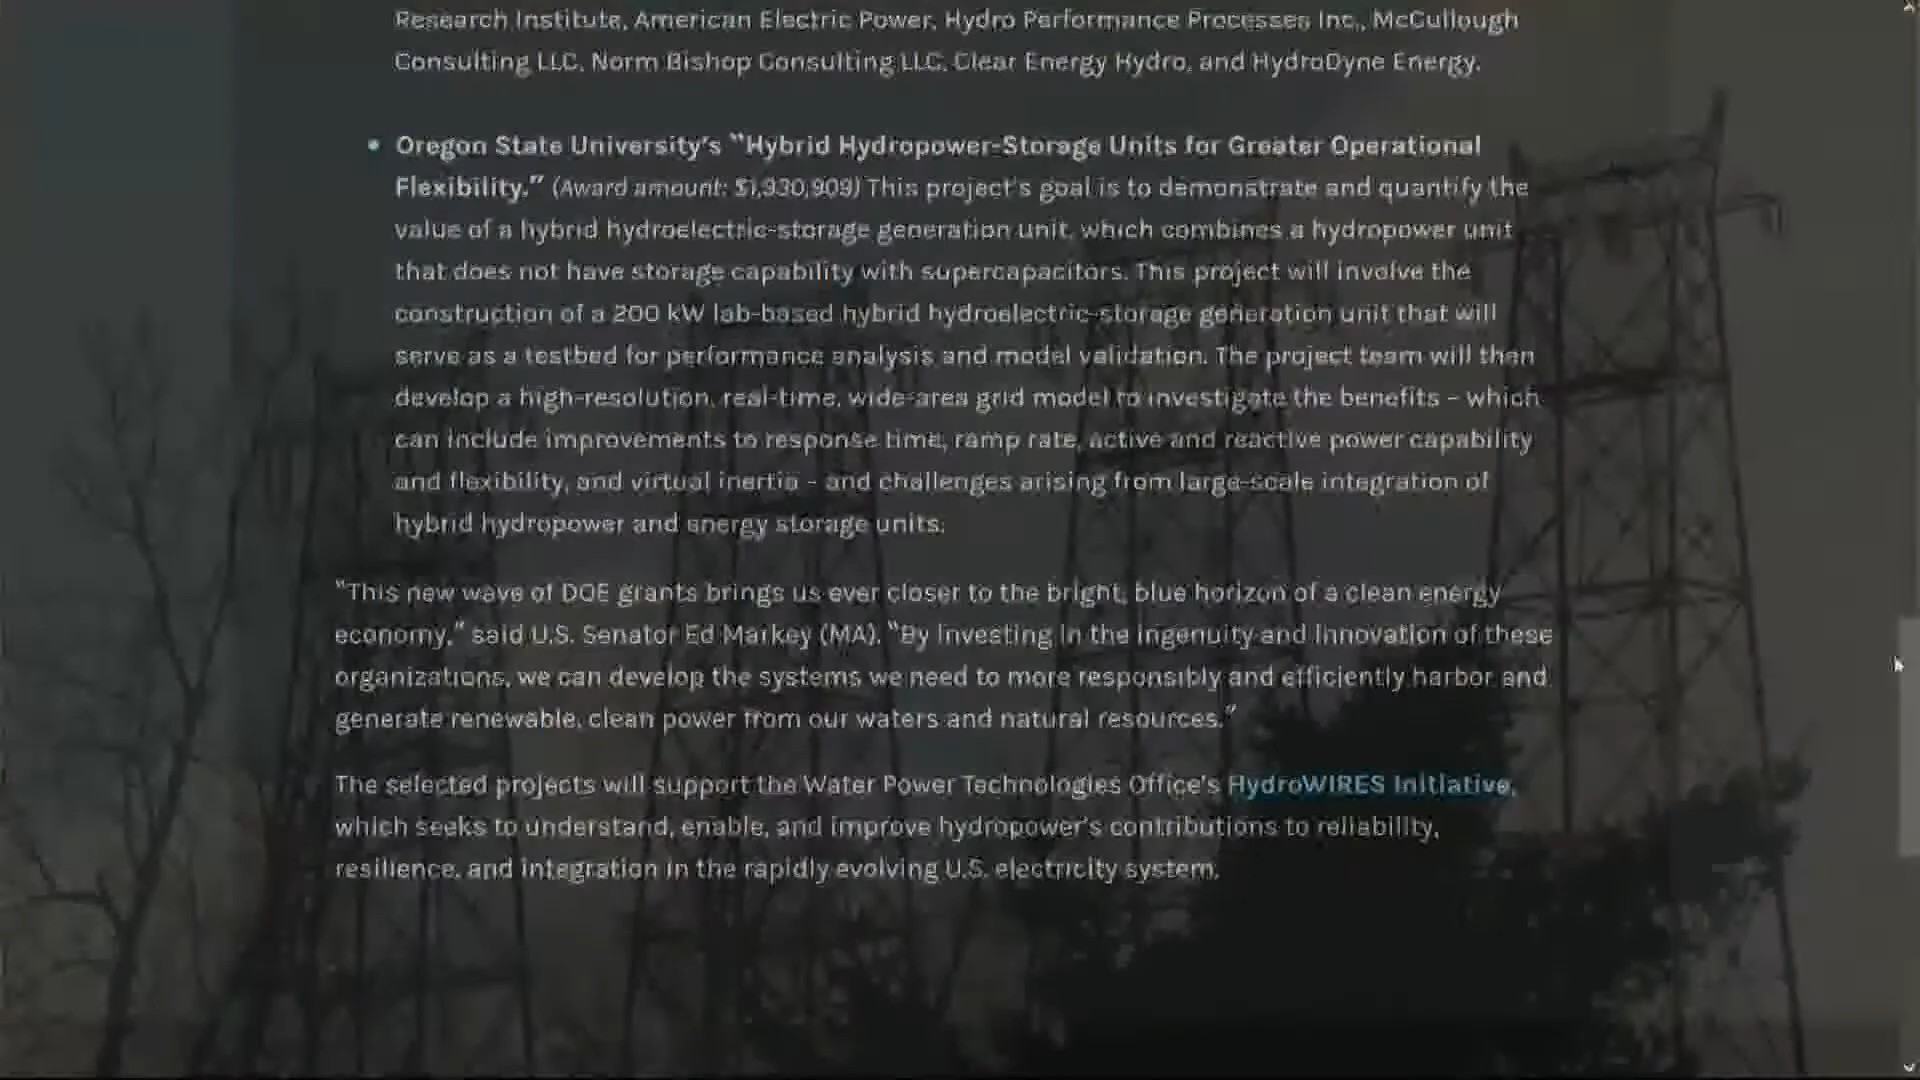 Research Institute, American Electric Power, Hydro Performance Processes Inc., McCullough
Consulting LLC, Norm Bishop Consulting LLC, Clear Energy Hydro, and HydroDyne Energy.
• Oregon State University's "Hybrid Hydropower-Storage Units for Greater Operational
Flexibility." (Award amount: $1,930,909) This project's goal is to demonstrate and quantify the
value of a hybrid hydroelectric-storage generation unit, which combines a hydropower unit
that does not have storage capability with supercapacitors. This project will involve the
construction of a 200 kW lab-based hybrid hydroelectric-storage generation unit that will
serve as a testbed for performance analysis and model validation. The project team will then
develop a high-resolution, real-time, wide-area grid model to investigate the benefits – which
can include improvements to response time, ramp rate, active and reactive power capability
and flexibility, and virtual inertia – and challenges arising from large-scale integration of
hybrid hydropower and energy storage units.
"This new wave of DOE grants brings us ever closer to the bright, blue horizon of a clean energy
economy," said U.S. Senator Ed Markey (MA). "By investing in the ingenuity and innovation of these
organizations, we can develop the systems we need to more responsibly and efficiently harbor and
generate renewable, clean power from our waters and natural resources."
The selected projects will support the Water Power Technologies Office's HydroWIRES Initiative,
which seeks to understand, enable, and improve hydropower's contributions to reliability,
resilience, and integration in the rapidly evolving U.S. electricity system.